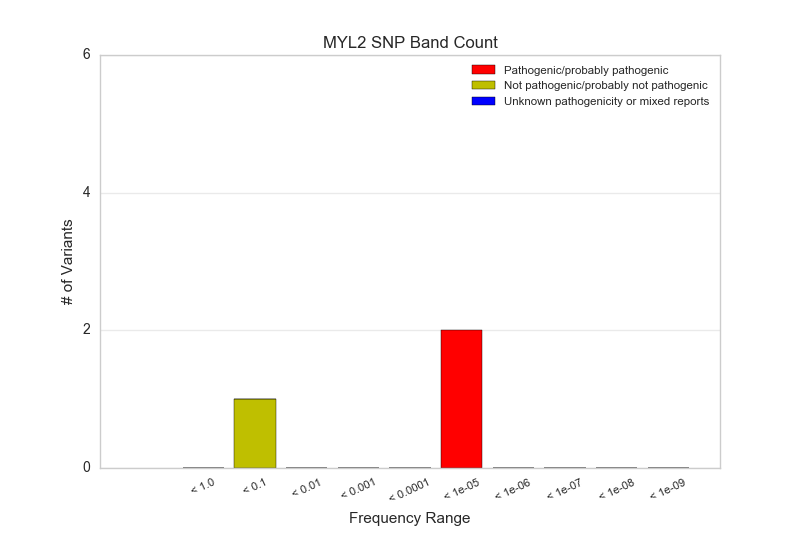 MYL2 SNP Band Count
6
4
2
0
# of Variants
Pathogenic/probably pathogenic
Not pathogenic/probably not pathogenic
Unknown pathogenicity or mixed reports
< 1.0
< 0.1
< 0.01
< 0.001
< 0.0001
< 1e-05
< 1e-06
< 1e-07
< 1e-08
< 1e-09
Frequency Range